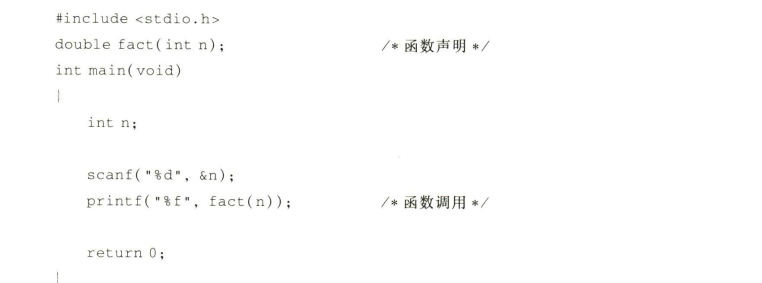 #include <stdio.h>
double fact(int n); /* 函数声明 */
int main(void)
{
int n;
scanf("%d", &n);
printf("%f", fact(n)); /* 函数调用 */
return 0;
}